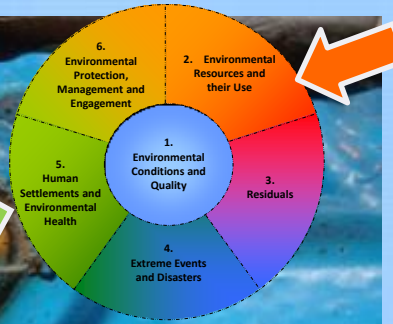 1.
Environmental
Conditions and
Quality
2. Environmental
Resources and
their Use
3.
Residuals
4.
Extreme Events
and Disasters
5.
Human
Settlements and
Environmental
Health
6.
Environmental
Protection,
Management and
Engagement